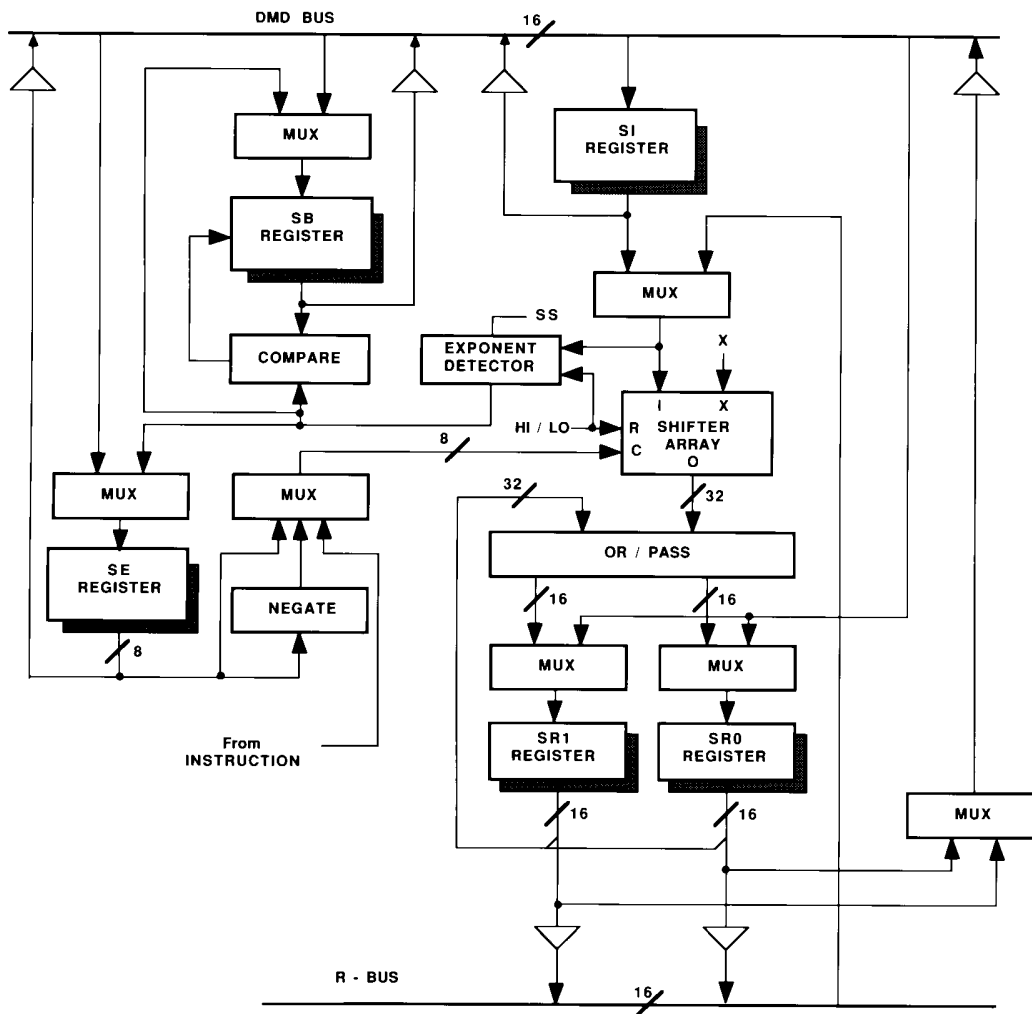 DMD BUS
16
MUX
SI
REGISTER
SB
REGISTER
MUX
SS
COMPARE
EXPONENT
DETECTOR
X
I
X
HI / LO
R
SHIFTER
ARRAY
C
O
8
MUX
MUX
32
32
OR / PASS
SE
REGISTER
16
16
NEGATE
8
MUX
MUX
From
INSTRUCTION
SR1
REGISTER
SR0
REGISTER
16
16
MUX
R - BUS
16